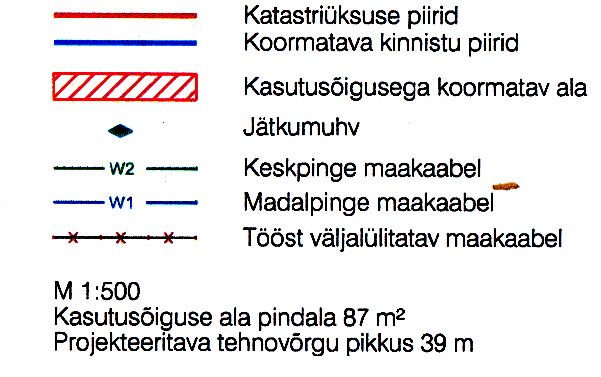 Katastriüksuse piirid
Koormatava kinnistu piirid
Kasutusõigusega koormatav ala
Jätkumuhv
W2 Keskpinge maakaabel
W1 Madalpinge maakaabel
Tööst väljalülitatav maakaabel
M 1:500
Kasutusõiguse ala pindala 87 m²
Projekteeritava tehnovõrgu pikkus 39 m